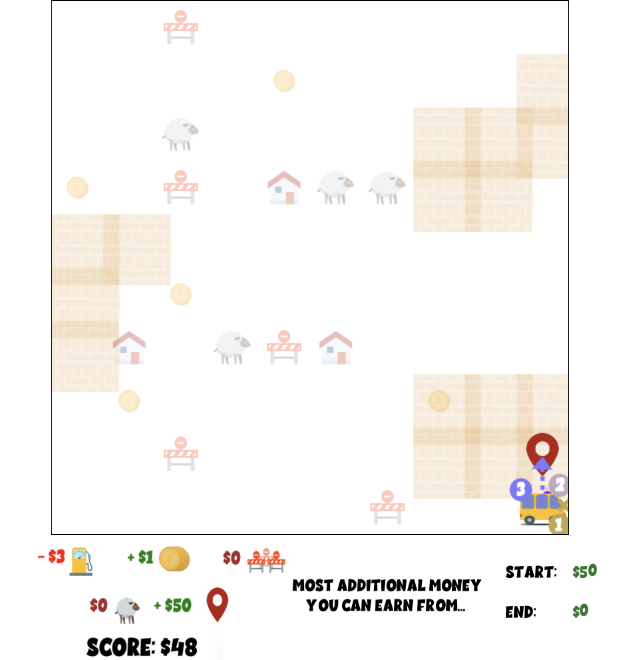 3
2
1
- $3
+ $1
$0
$0
+ $50
SCORE: $48
MOST ADDITIONAL MONEY
YOU CAN EARN FROM...
START: $50
END: $0